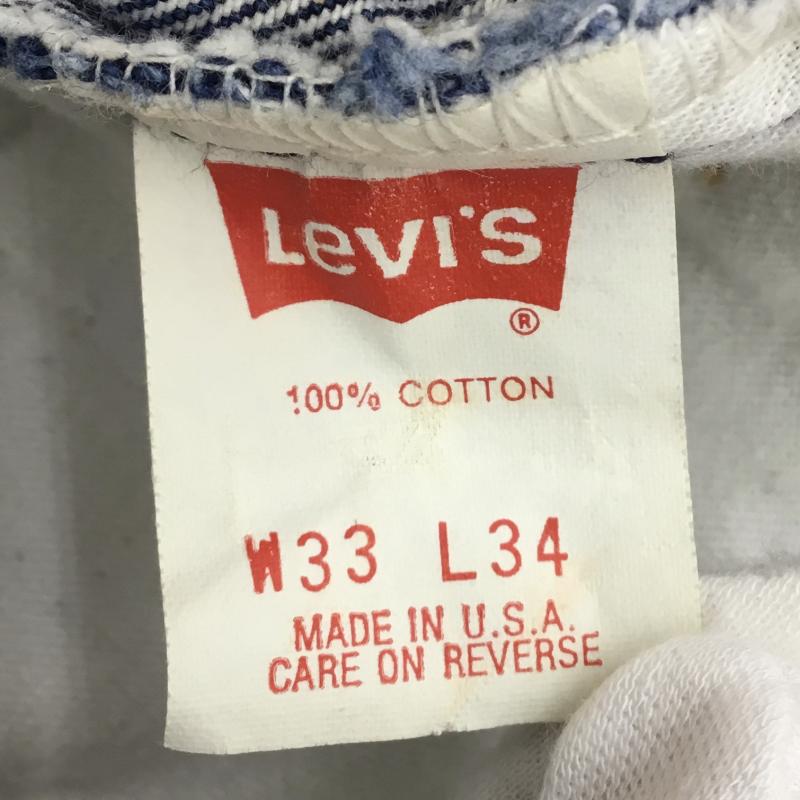 Levi's
®
100% COTTON
W33 L34
MADE IN U.S.A.
CARE ON REVERSE